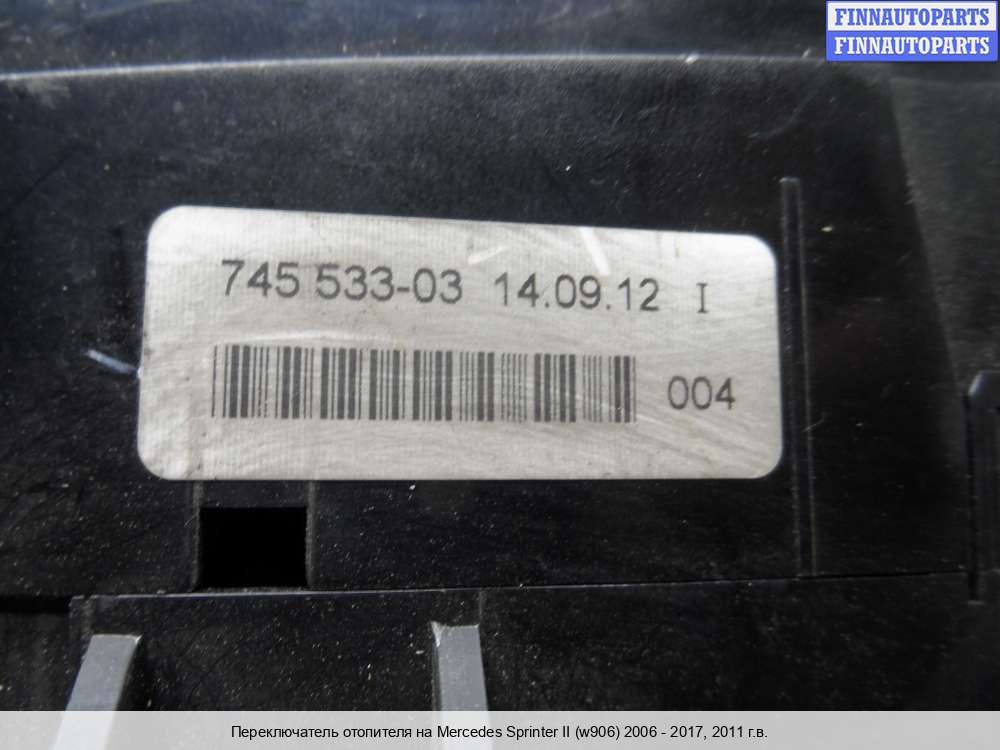 FINNAUTOPARTS
FINNAUTOPARTS
745 533-03 14.09.12 I
004
Переключатель отопителя на Mercedes Sprinter II (w906) 2006 - 2017, 2011 г.в.